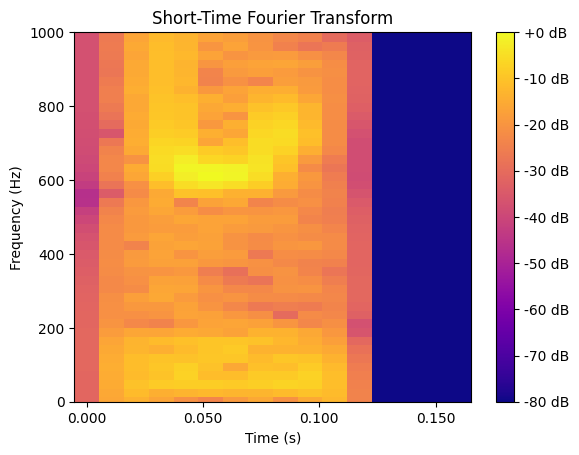 Short-Time Fourier Transform
Frequency (Hz)
1000
800
600
400
200
0
0.000
0.050
0.100
0.150
Time (s)
+0 dB
-10 dB
-20 dB
-30 dB
-40 dB
-50 dB
-60 dB
-70 dB
-80 dB